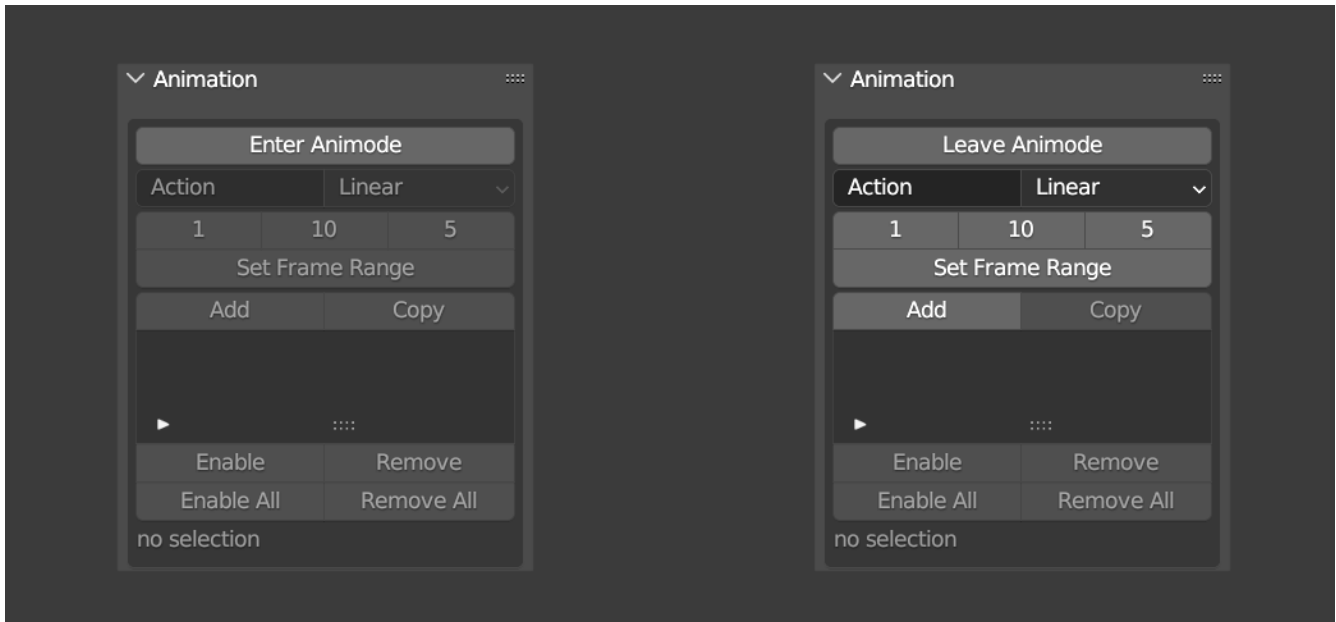 Animation
Enter Animode
Action Linear
1 10 5
Set Frame Range
Add Copy
Enable Remove
Enable All Remove All
no selection
Animation
Leave Animode
Action Linear
1 10 5
Set Frame Range
Add Copy
Enable Remove
Enable All Remove All
no selection